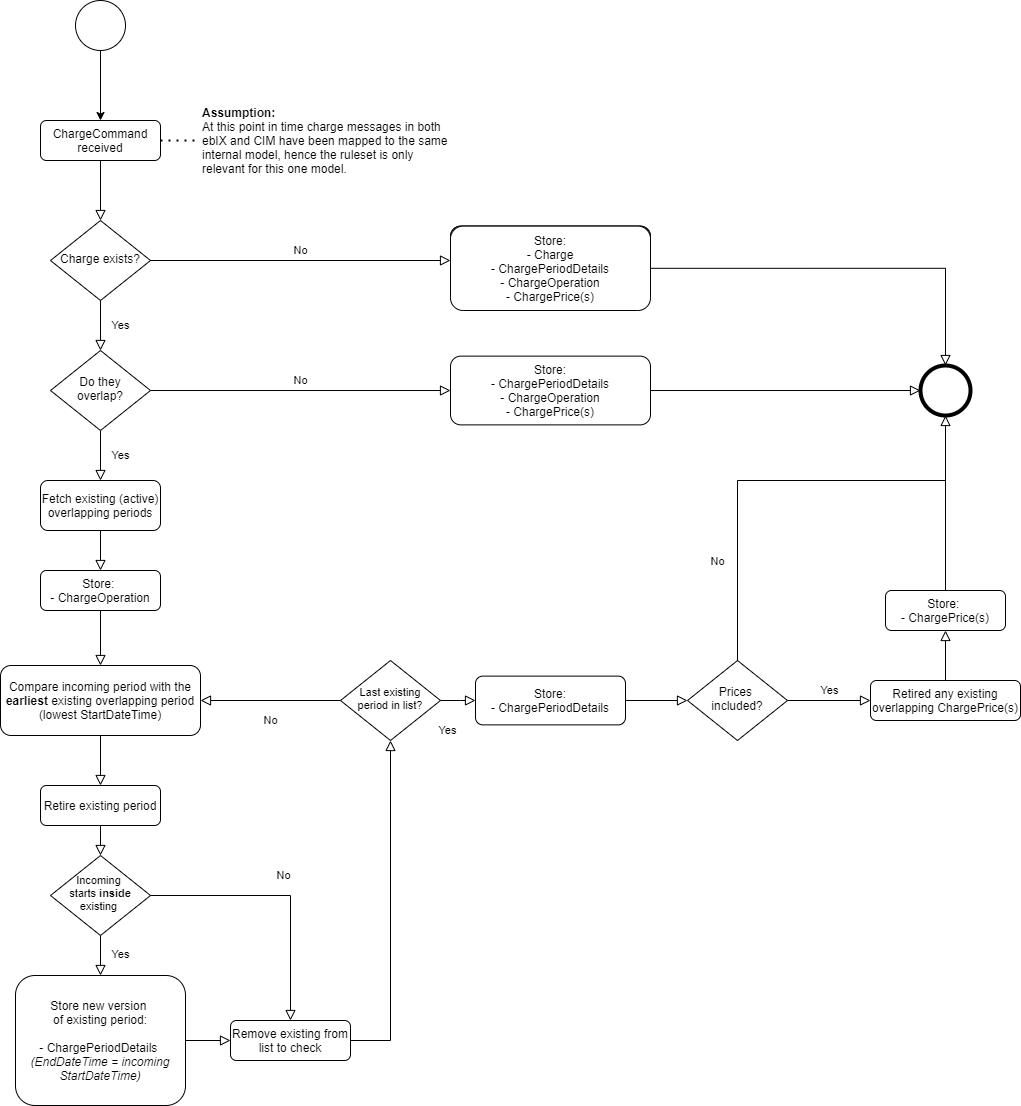 Assumption:
At this point in time charge messages in both
ebIX and CIM have been mapped to the same
internal model, hence the ruleset is only
relevant for this one model.
ChargeCommand
received
Charge exists?
No
Store:
- Charge
- ChargePeriodDetails
- ChargeOperation
- ChargePrice(s)
Yes
Do they
overlap?
No
Store:
- ChargePeriodDetails
- ChargeOperation
- ChargePrice(s)
Yes
Fetch existing (active)
overlapping periods
Store:
- ChargeOperation
Compare incoming period with the
earliest existing overlapping period
(lowest StartDateTime)
No
Last existing
period in list?
Yes
Store:
- ChargePeriodDetails
Prices
included?
No
Yes
Retired any existing
overlapping ChargePrice(s)
Store:
- ChargePrice(s)
Retire existing period
Incoming
starts inside
existing
No
Yes
Store new version
of existing period:
- ChargePeriodDetails
(EndDateTime = incoming
StartDateTime)
Remove existing from
list to check